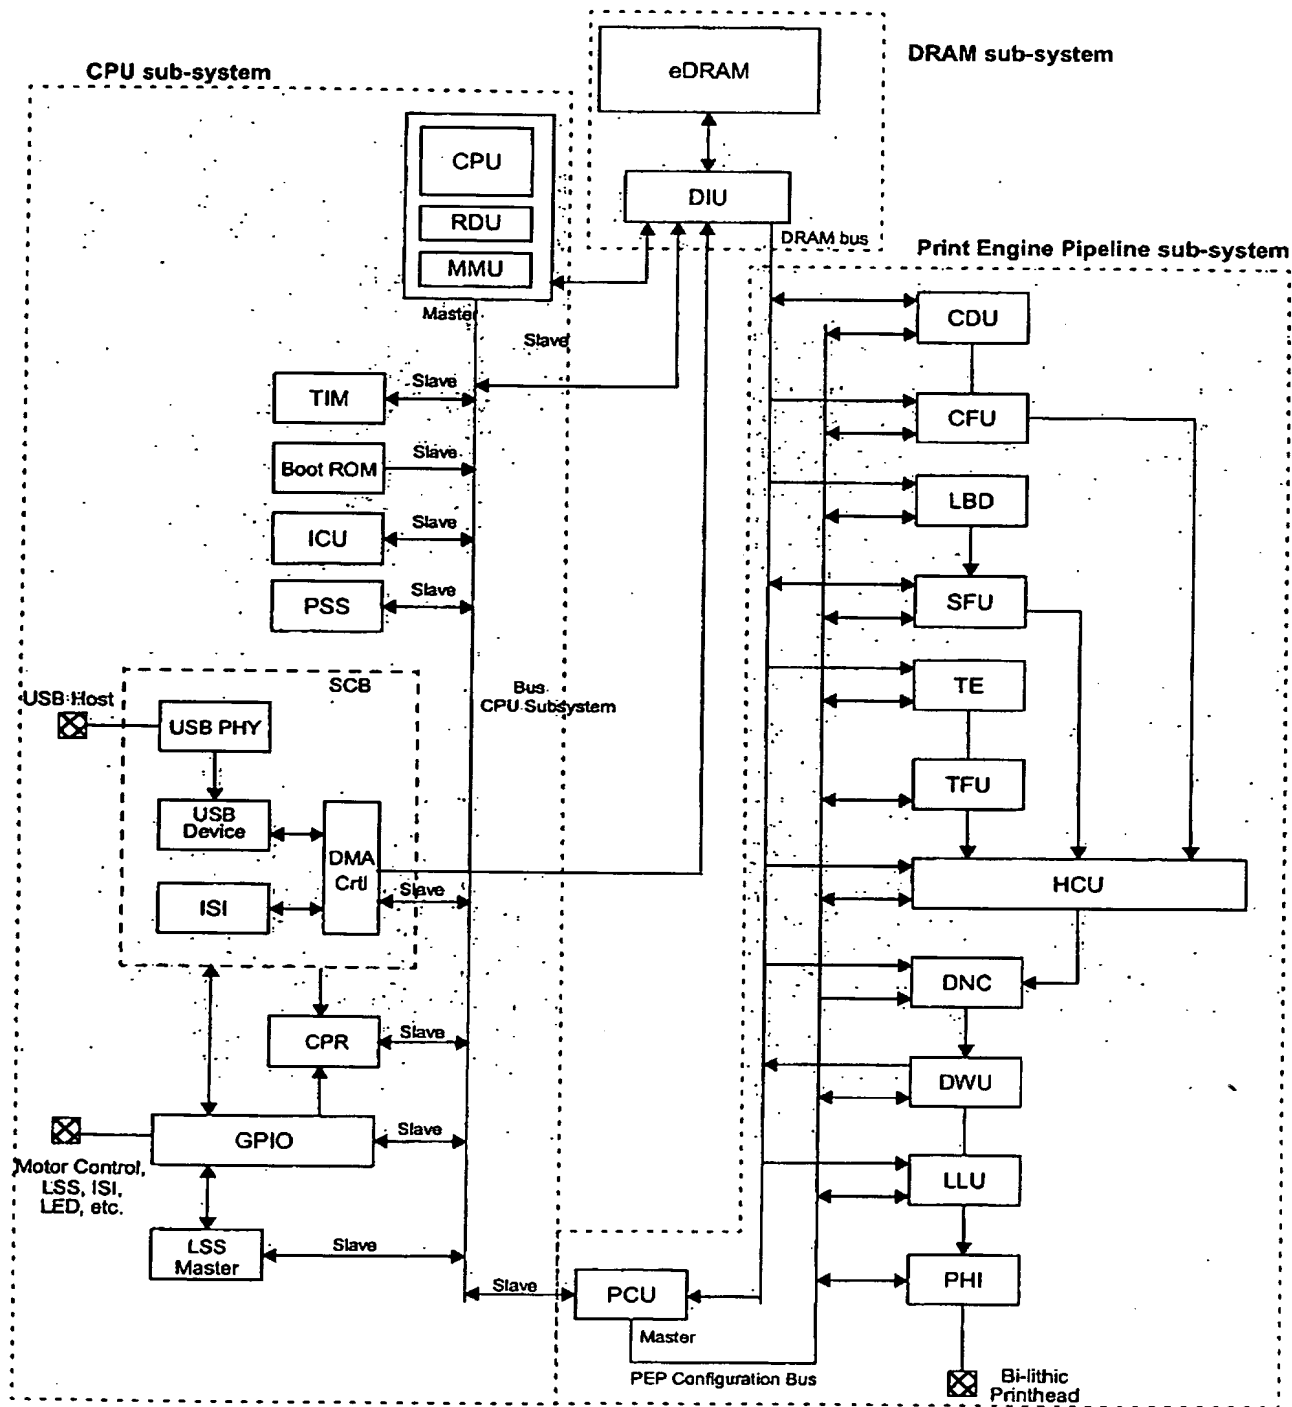 CPU sub-system
DRAM sub-system
eDRAM
CPU
RDU
MMU
DIU
DRAM bus
Print Engine Pipeline sub-system
Master
Slave
CDU
TIM
Slave
CFU
Boot ROM
Slave
LBD
ICU
Slave
PSS
Slave
SFU
SCB
TE
USB Host
USB PHY
Bus
CPU Subsystem
TFU
USB
Device
DMA
Crtl
ISI
Slave
HCU
DNC
CPR
Slave
DWU
GPIO
Slave
Motor Control,
LSS, ISI,
LED, etc.
LLU
LSS
Master
Slave
Slave
PCU
PHI
Master
PEP Configuration Bus
Bi-lithic
Printhead